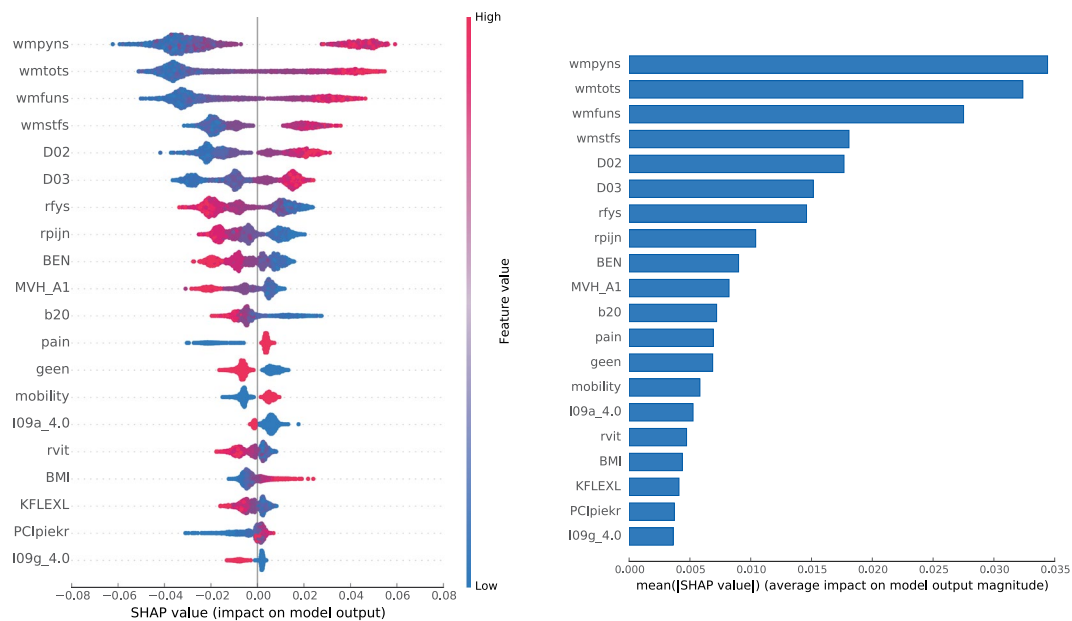 High
wmpyns
wmtots
wmfuns
wmstfs
D02
D03
rfys
rpijn
BEN
MVH_A1
b20
pain
geen
mobility
I09a_4.0
rvit
BMI
KFLEXL
PCIpiekr
I09g_4.0
−0.08 −0.06 −0.04 −0.02 0.00 0.02 0.04 0.06 0.08
SHAP value (impact on model output)
Low
Feature value
wmpyns
wmtots
wmfuns
wmstfs
D02
D03
rfys
rpijn
BEN
MVH_A1
b20
pain
geen
mobility
I09a_4.0
rvit
BMI
KFLEXL
PCIpiekr
I09g_4.0
0.000 0.005 0.010 0.015 0.020 0.025 0.030 0.035
mean(|SHAP value|) (average impact on model output magnitude)